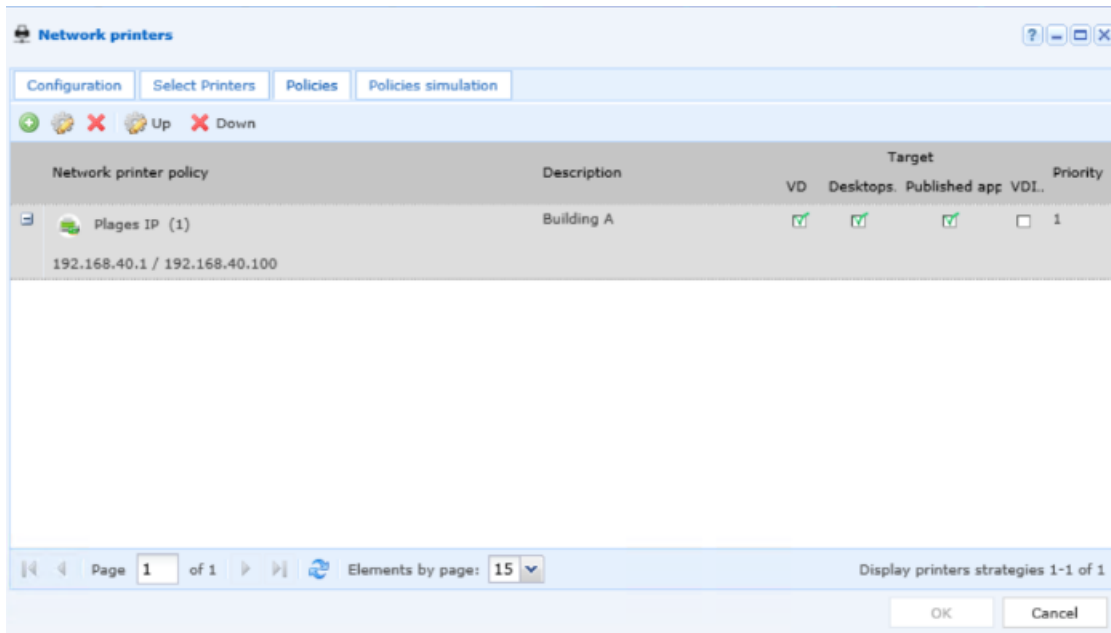 Network printers
Configuration Select Printers Policies Policies simulation
Up Down
Target
Network printer policy Description Priority
VD Desktops. Published app VDI..
Plages IP (1) Building A 1
192.168.40.1 / 192.168.40.100
Page 1 of 1 Elements by page: 15 Display printers strategies 1-1 of 1
OK Cancel